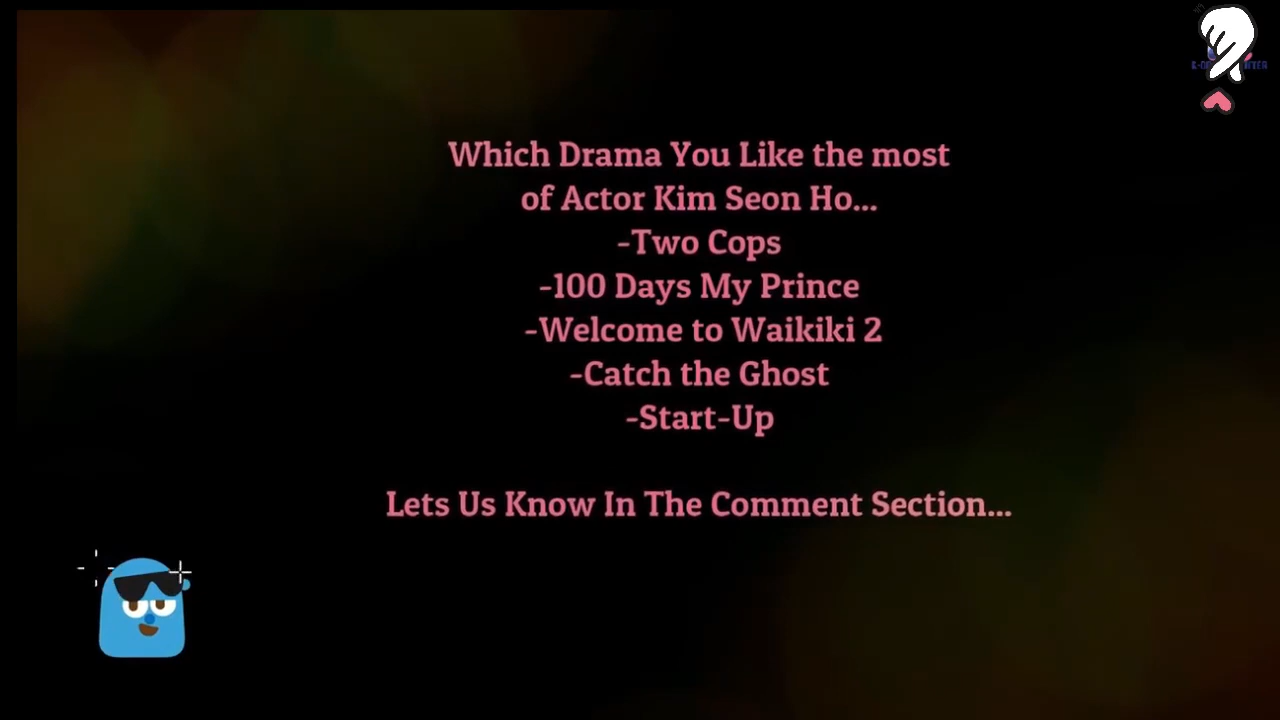 Which Drama You Like the most
of Actor Kim Seon Ho...
-Two Cops
-100 Days My Prince
-Welcome to Waikiki 2
-Catch the Ghost
-Start-Up
Lets Us Know In The Comment Section...